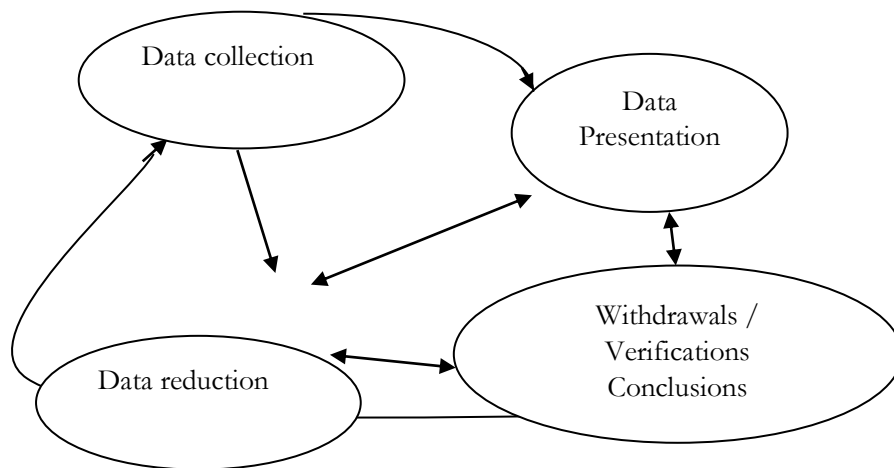 Data collection
Data
Presentation
Withdrawals /
Verifications
Conclusions
Data reduction